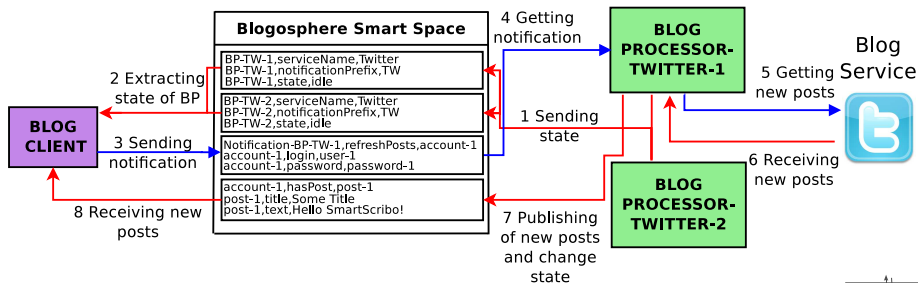 Blogosphere Smart Space
BP-TW-1,serviceName,Twitter
BP-TW-1,notificationPrefix,TW
BP-TW-1,state,idle
BP-TW-2,serviceName,Twitter
BP-TW-2,notificationPrefix,TW
BP-TW-2,state,idle
Notification-BP-TW-1,refreshPosts,account-1
account-1,login,user-1
account-1,password,password-1
account-1,hasPost,post-1
post-1,title,Some Title
post-1,text,Hello SmartScribo!
BLOG
CLIENT
2 Extracting
state of BP
3 Sending
notification
8 Receiving new
posts
4 Getting
notification
1 Sending
state
7 Publishing
of new posts
and change
state
BLOG
PROCESSOR-
TWITTER-1
BLOG
PROCESSOR-
TWITTER-2
5 Getting
new posts
6 Receiving
new posts
Blog
Service
t